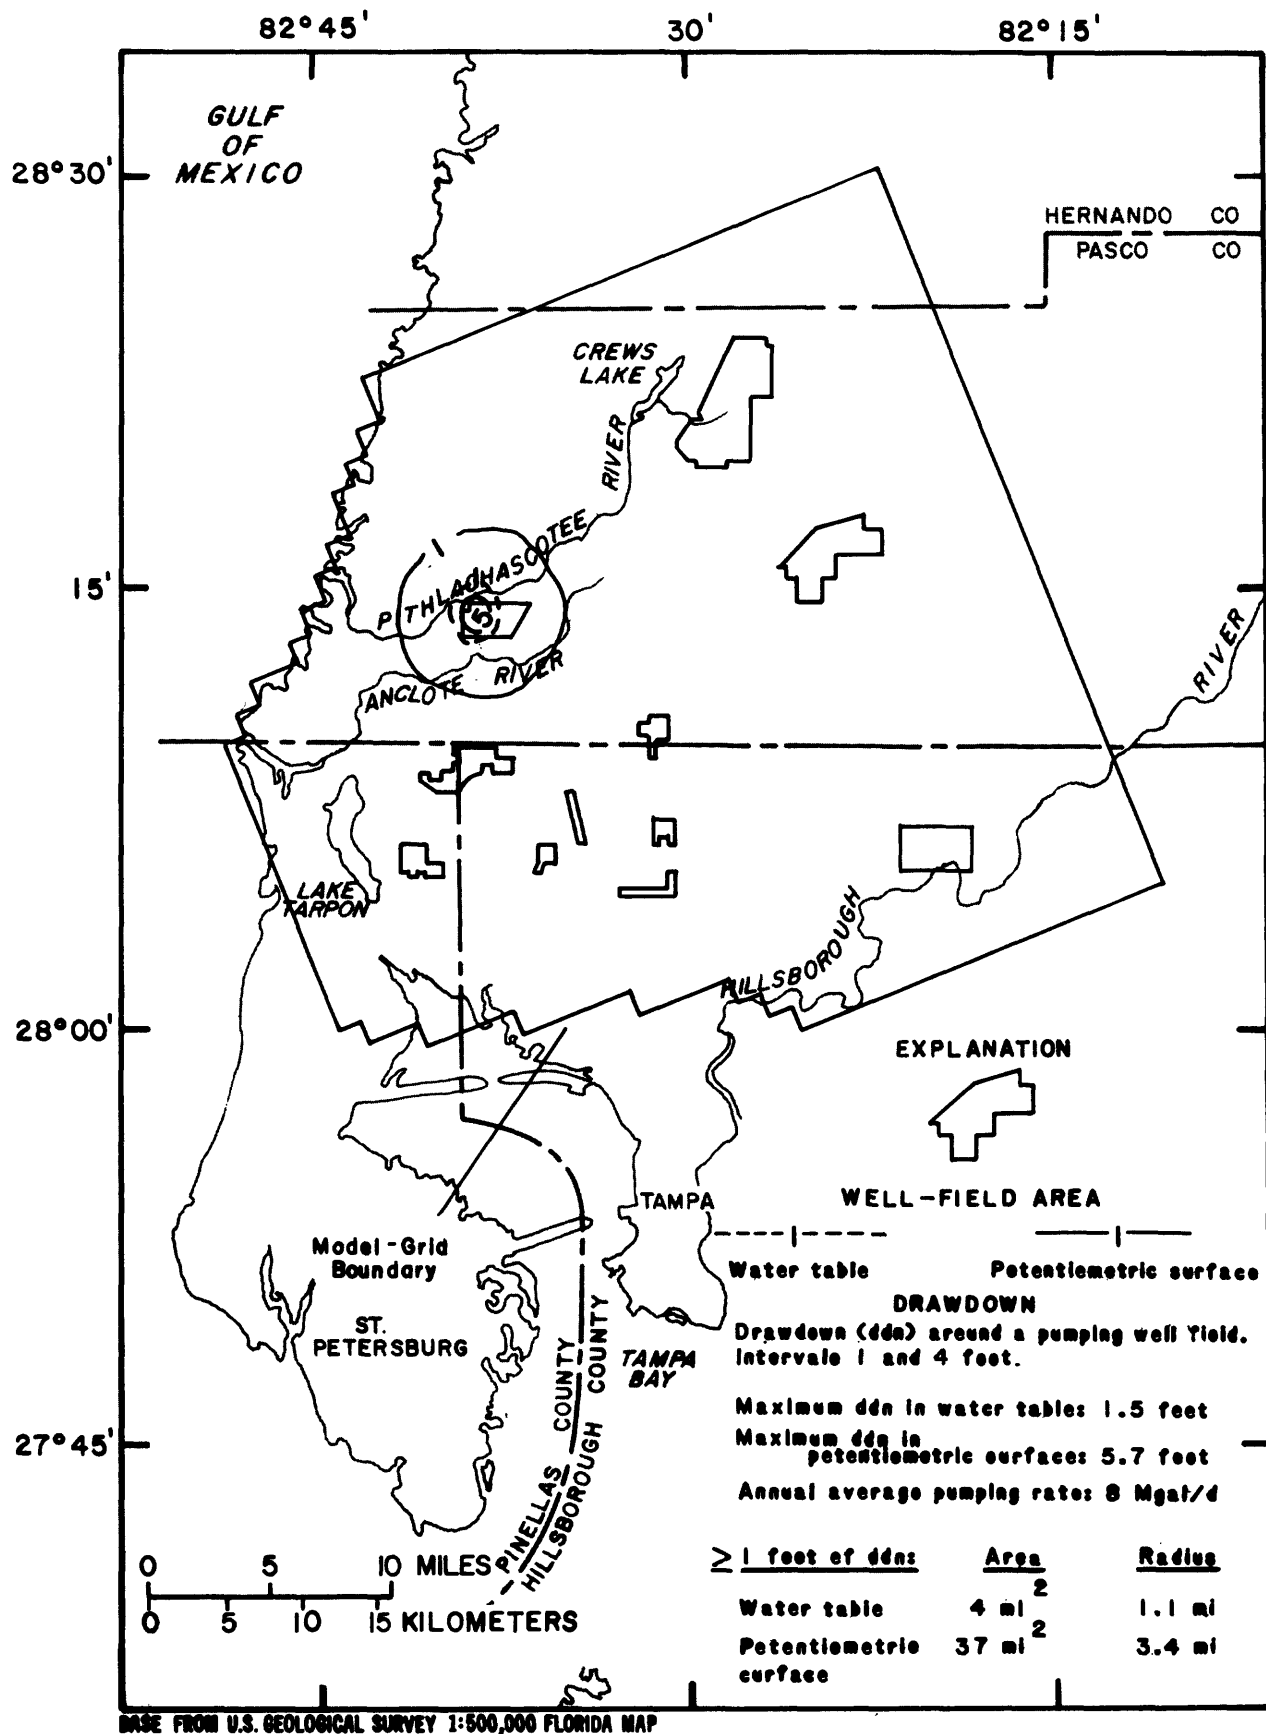 82°45'
30'
82°15'
GULF
OF
MEXICO
28°30'
HERNANDO CO
PASCO CO
CREWS
LAKE
RIVER
PITHLACHASCOTEE
1
15'
5
RIVER
ANCLOTE RIVER
LAKE
TARPON
HILLSBOROUGH
28°00'
EXPLANATION
WELL-FIELD AREA
TAMPA
Water table
Potentiometric surface
Model-Grid
Boundary
DRAWDOWN
Drawdown (ddn) around a pumping well field.
Intervals 1 and 4 feet.
ST.
PETERSBURG
TAMPA
BAY
Maximum ddn in water table: 1.5 feet
27°45'
Maximum ddn in
potentiometric surface: 5.7 feet
Annual average pumping rate: 8 Mgal/d
PINELLAS COUNTY
HILLSBOROUGH COUNTY
≥ 1 foot of ddn: Area Radius
0 5 10 MILES
Water table 4 mi² 1.1 mi
0 5 10 15 KILOMETERS
Potentiometric 37 mi² 3.4 mi
surface
BASE FROM U.S. GEOLOGICAL SURVEY 1:500,000 FLORIDA MAP